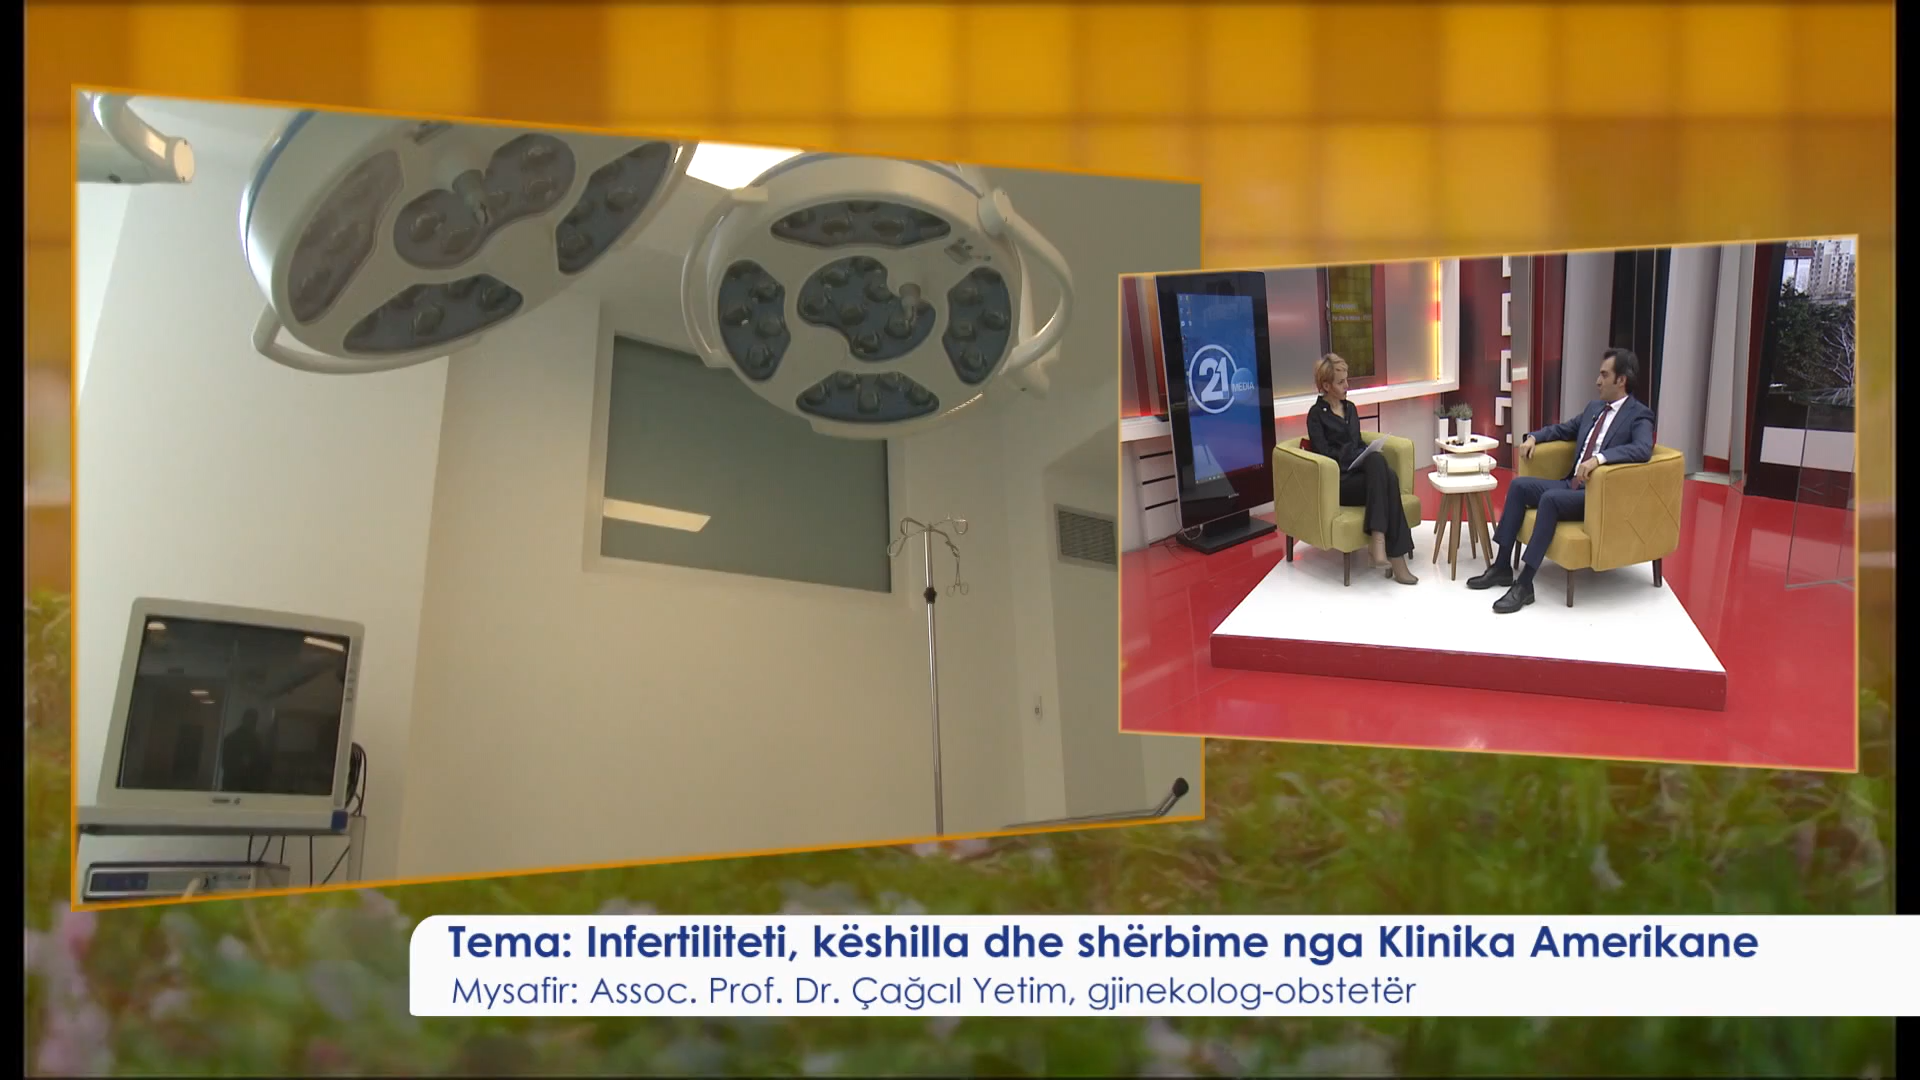 21
MEDIA
Tema: Infertiliteti, këshilla dhe shërbime nga Klinika Amerikane
Mysafir: Assoc. Prof. Dr. Çağcıl Yetim, gjinekolog-obstetër